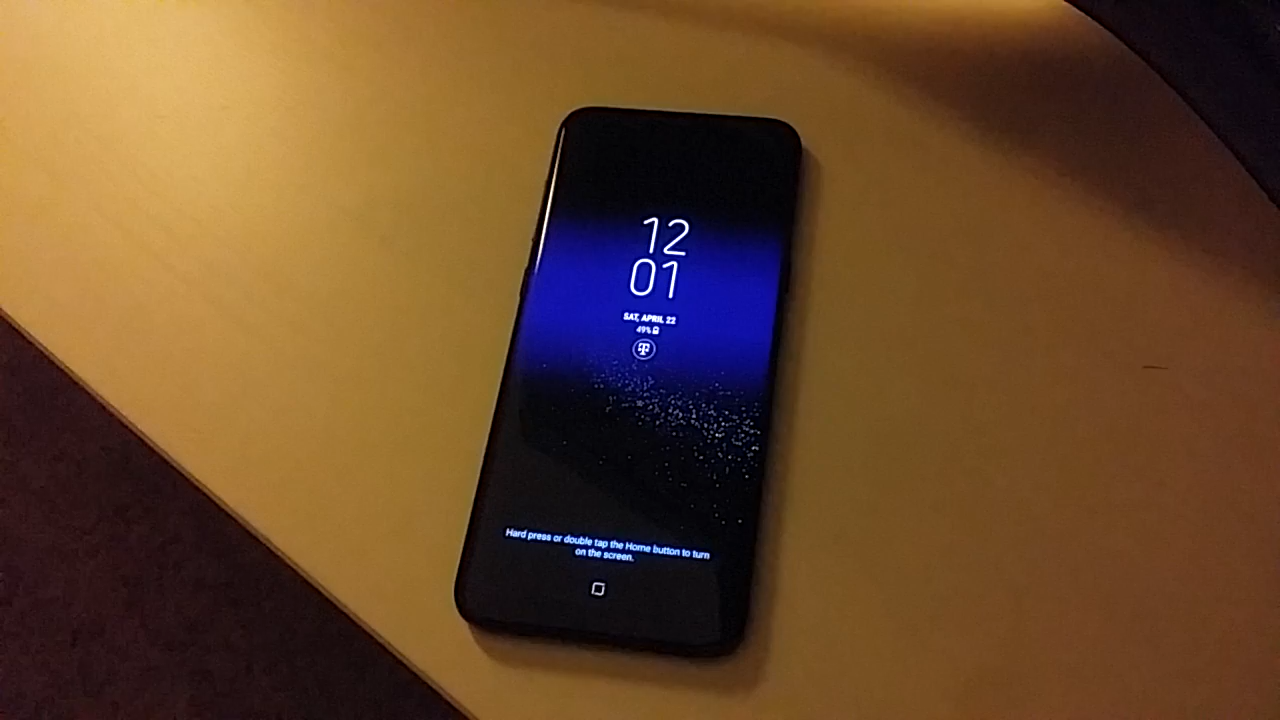 12
01
SAT, APRIL 22
49%
T
Hard press or double tap the Home button to turn
on the screen.